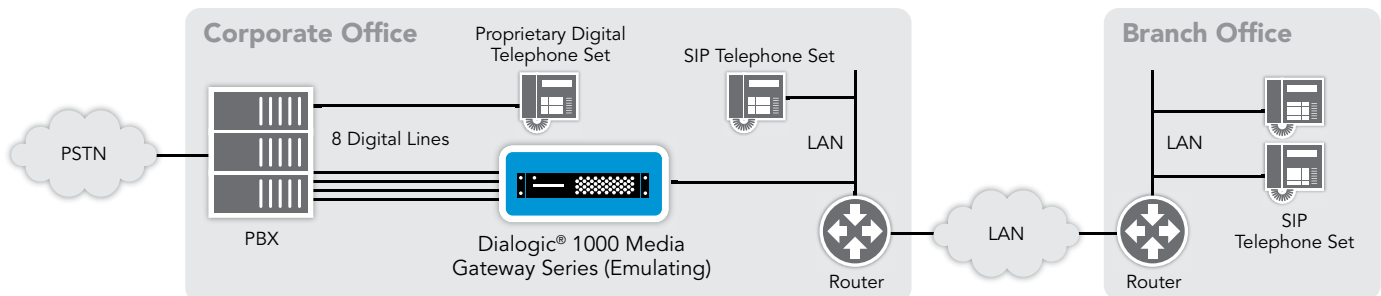 Corporate Office
Branch Office
Proprietary Digital
Telephone Set
SIP Telephone Set
8 Digital Lines
LAN
LAN
PSTN
PBX
Dialogic® 1000 Media
Gateway Series (Emulating)
LAN
Router
Router
SIP
Telephone Set